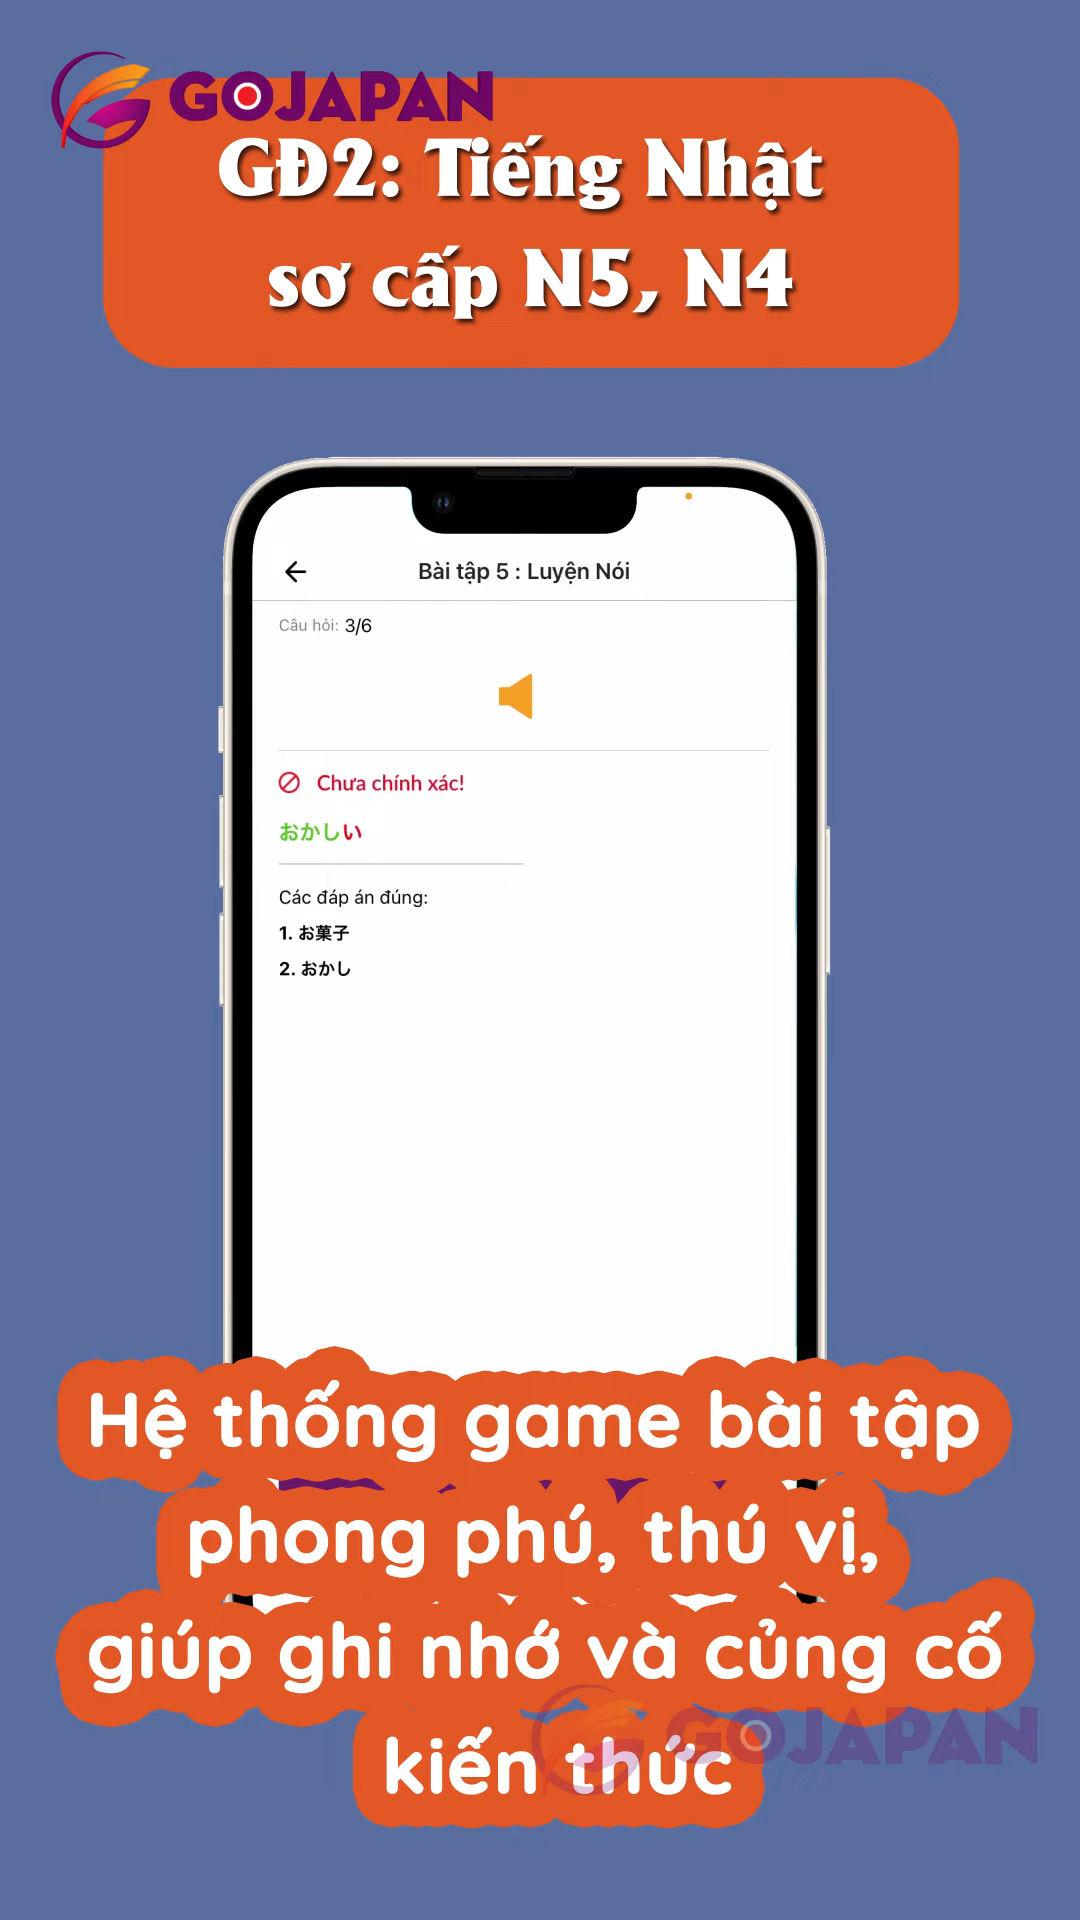 GOJAPAN
GĐ2: Tiếng Nhật
sơ cấp N5, N4
Bài tập 5 : Luyện Nói
Câu hỏi: 3/6
Chưa chính xác!
おかしい
Các đáp án đúng:
1. お菓子
2. おかし
Hệ thống game bài tập
phong phú, thú vị,
giúp ghi nhớ và củng cố
kiến thức
GOJAPAN